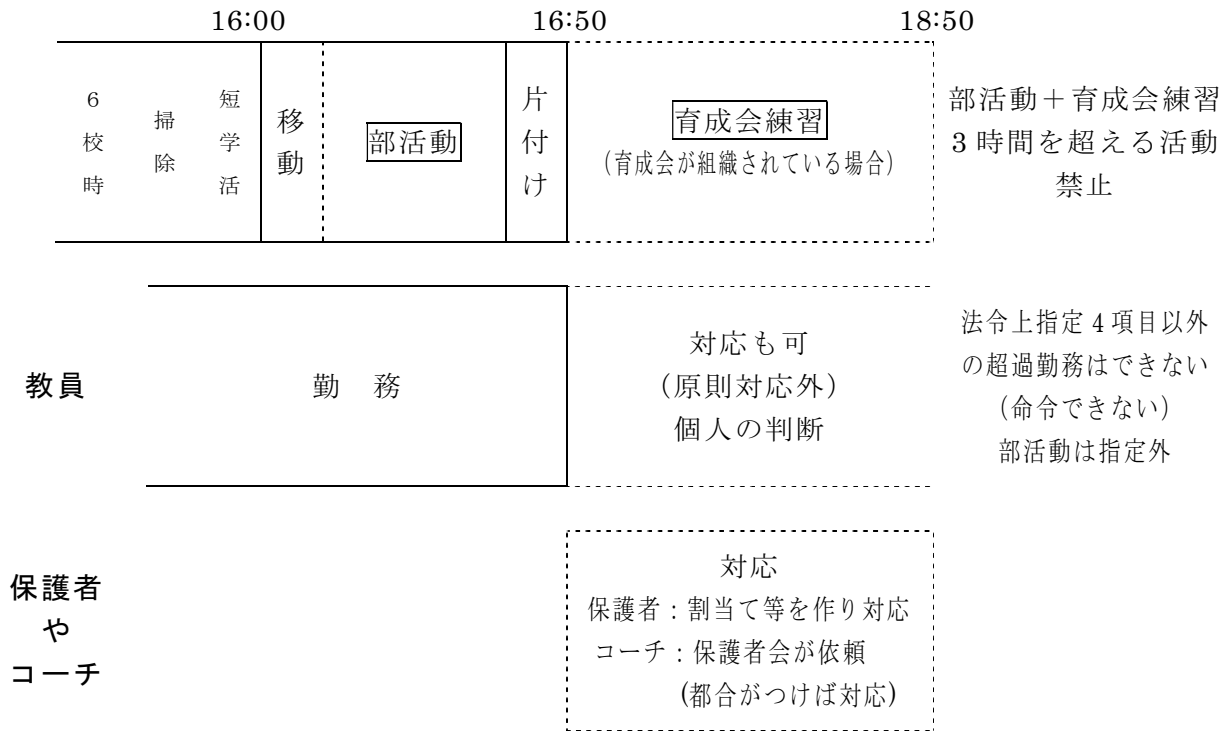 16:00 16:50 18:50
6校時
掃除
短学活
移動
部活動
片付け
育成会練習
(育成会が組織されている場合)
部活動+育成会練習
3時間を超える活動
禁止
教員
勤 務
対応も可
(原則対応外)
個人の判断
法令上指定4項目以外
の超過勤務はできない
(命令できない)
部活動は指定外
保護者
や
コーチ
対応
保護者:割当て等を作り対応
コーチ:保護者会が依頼
(都合がつけば対応)